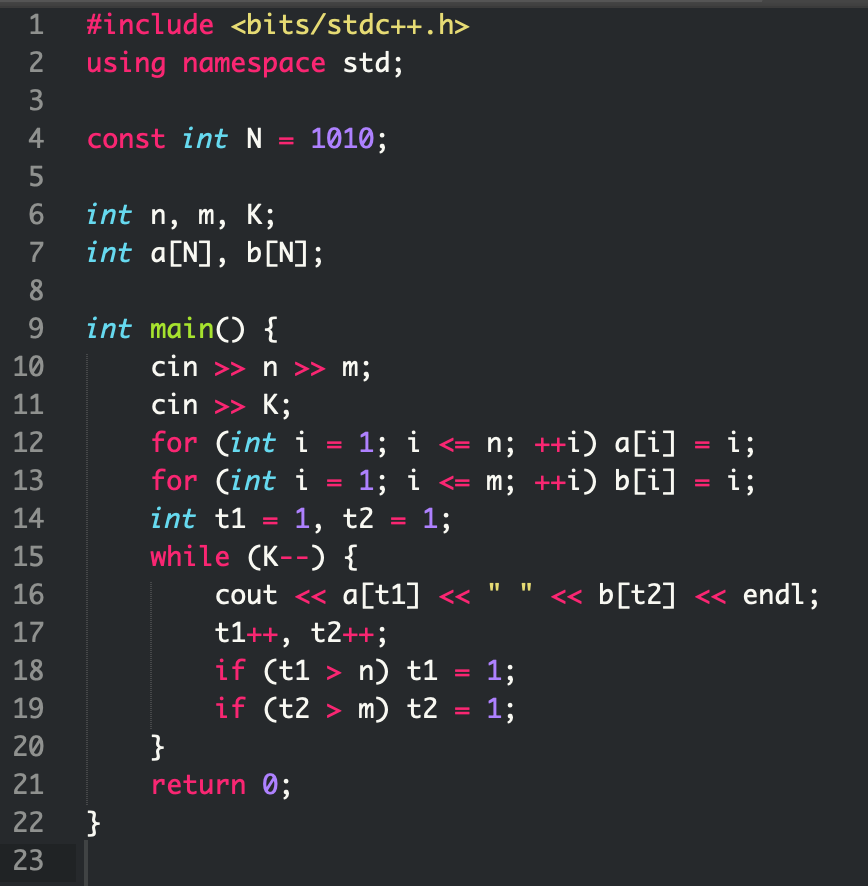 1 #include <bits/stdc++.h>
2 using namespace std;
3
4 const int N = 1010;
5
6 int n, m, K;
7 int a[N], b[N];
8
9 int main() {
10     cin >> n >> m;
11     cin >> K;
12     for (int i = 1; i <= n; ++i) a[i] = i;
13     for (int i = 1; i <= m; ++i) b[i] = i;
14     int t1 = 1, t2 = 1;
15     while (K--) {
16         cout << a[t1] << " " << b[t2] << endl;
17         t1++, t2++;
18         if (t1 > n) t1 = 1;
19         if (t2 > m) t2 = 1;
20     }
21     return 0;
22 }
23